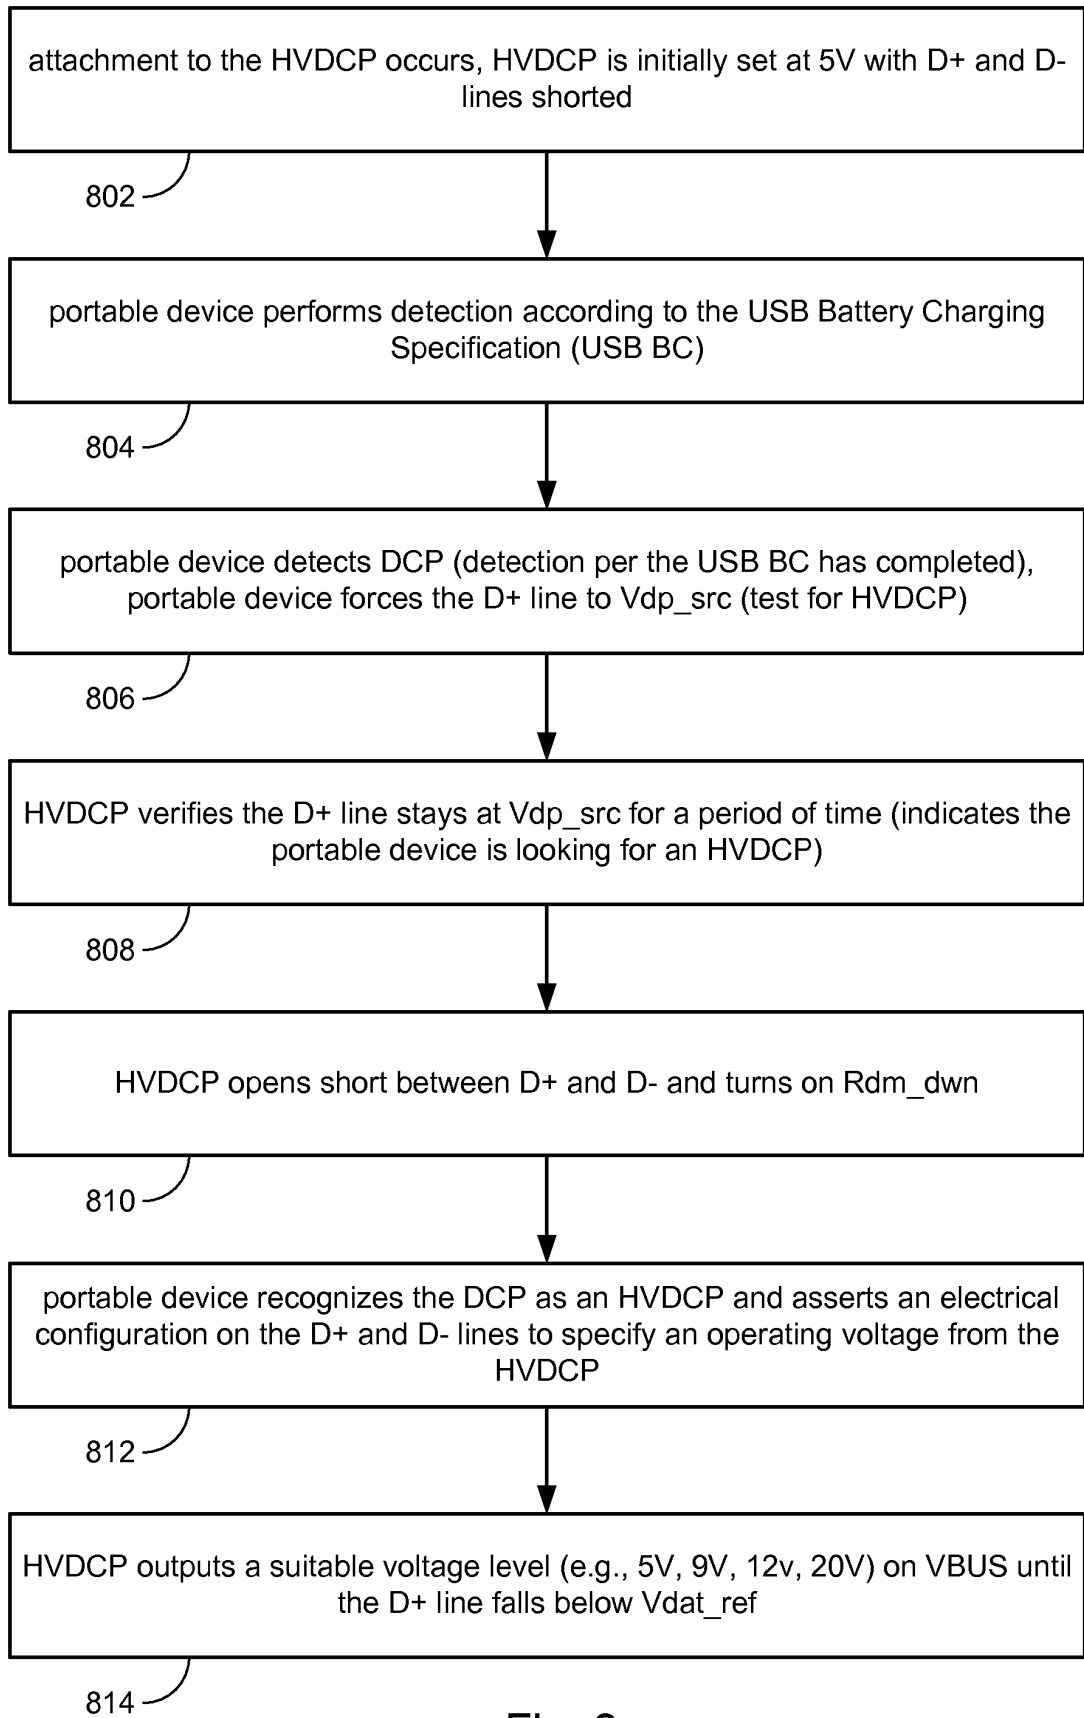 attachment to the HVDCP occurs, HVDCP is initially set at 5V with D+ and D-
lines shorted
802
portable device performs detection according to the USB Battery Charging
Specification (USB BC)
804
portable device detects DCP (detection per the USB BC has completed),
portable device forces the D+ line to Vdp_src (test for HVDCP)
806
HVDCP verifies the D+ line stays at Vdp_src for a period of time (indicates the
portable device is looking for an HVDCP)
808
HVDCP opens short between D+ and D- and turns on Rdm_dwn
810
portable device recognizes the DCP as an HVDCP and asserts an electrical
configuration on the D+ and D- lines to specify an operating voltage from the
HVDCP
812
HVDCP outputs a suitable voltage level (e.g., 5V, 9V, 12v, 20V) on VBUS until
the D+ line falls below Vdat_ref
814